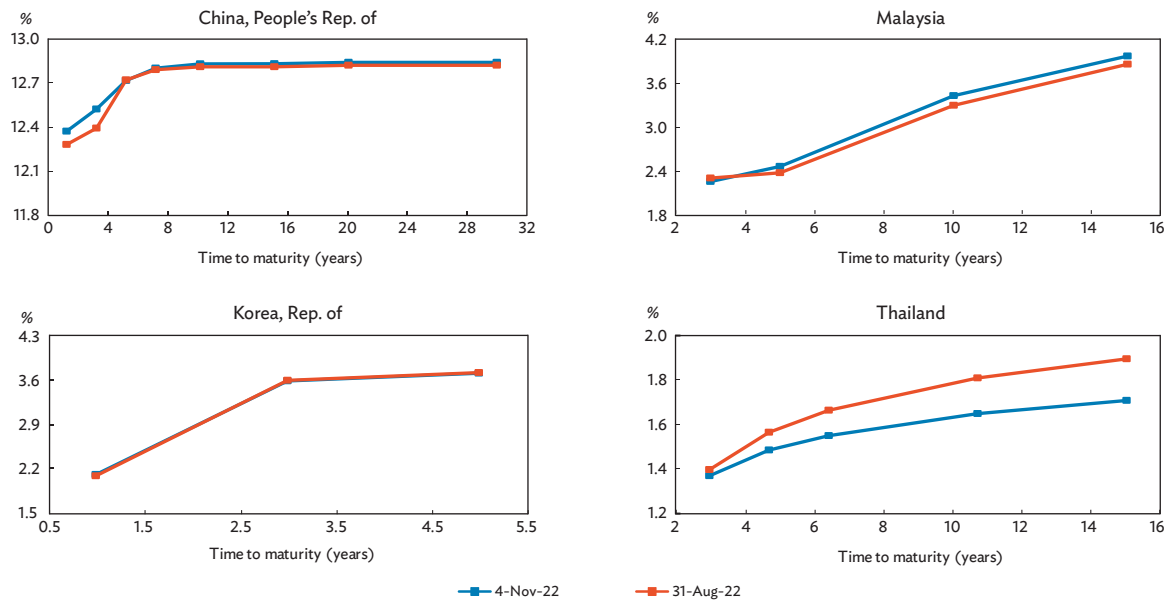 China, People's Rep. of
%
13.0
12.7
12.4
12.1
11.8
0 4 8 12 16 20 24 28 32
Time to maturity (years)
Malaysia
%
4.2
3.6
3.0
2.4
1.8
2 4 6 8 10 12 14 16
Time to maturity (years)
Korea, Rep. of
%
4.3
3.6
2.9
2.2
1.5
0.5 1.5 2.5 3.5 4.5 5.5
Time to maturity (years)
Thailand
%
2.0
1.8
1.6
1.4
1.2
2 4 6 8 10 12 14 16
Time to maturity (years)
4-Nov-22 31-Aug-22